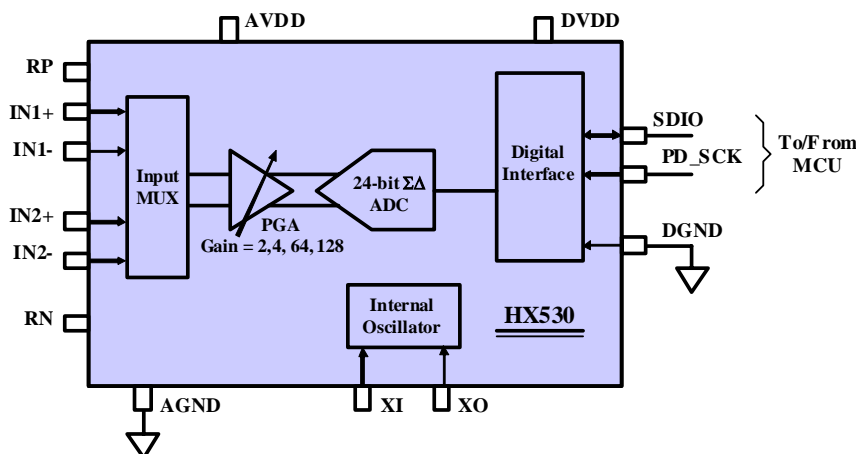 AVDD
DVDD
RP
IN1+
IN1-
IN2+
IN2-
RN
Input
MUX
PGA
Gain = 2,4, 64, 128
24-bit ΣΔ
ADC
Digital
Interface
SDIO
PD_SCK
To/From
MCU
DGND
Internal
Oscillator
HX530
AGND
XI
XO